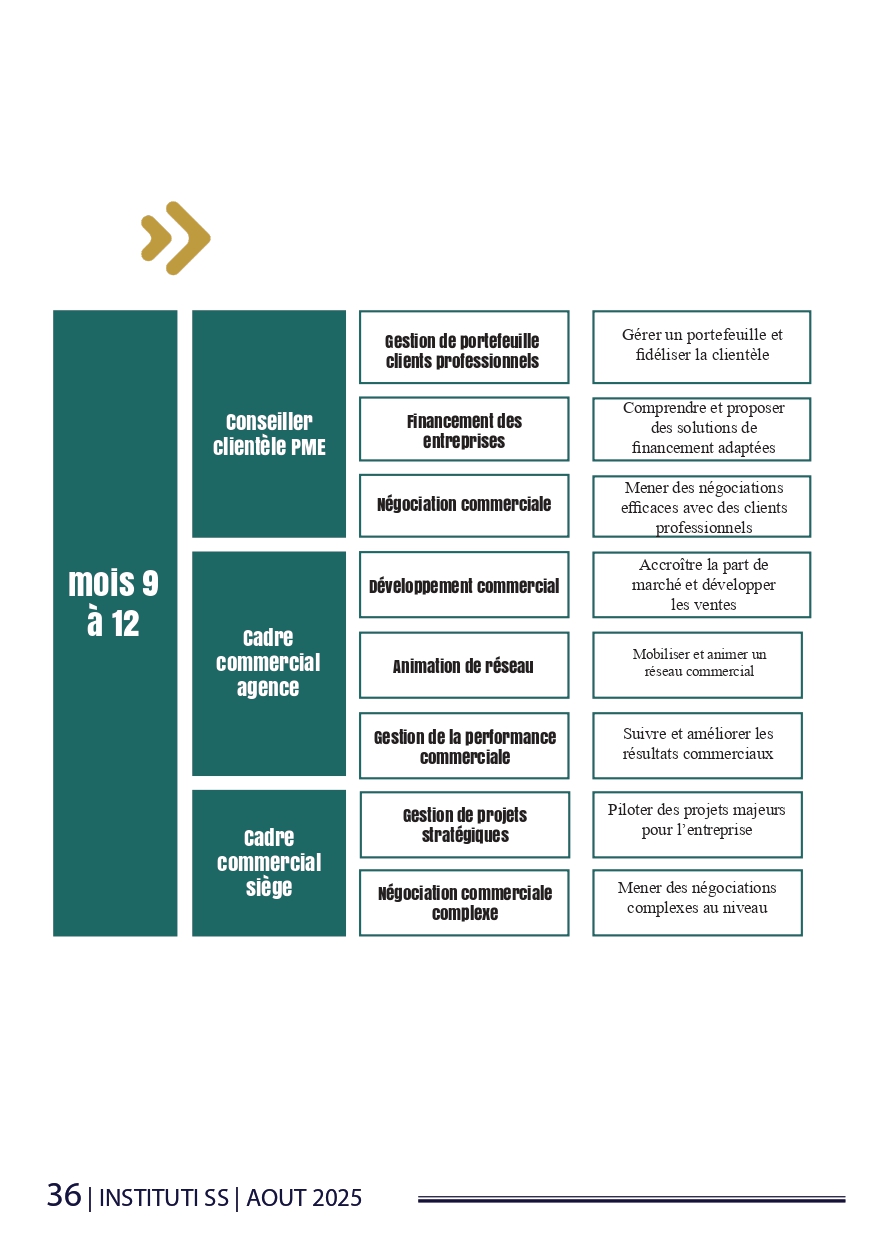 mois 9
à 12
Conseiller
clientèle PME
Gestion de portefeuille
clients professionnels
Gérer un portefeuille et
fidéliser la clientèle
Financement des
entreprises
Comprendre et proposer
des solutions de
financement adaptées
Négociation commerciale
Mener des négociations
efficaces avec des clients
professionnels
Cadre
commercial
agence
Développement commercial
Accroître la part de
marché et développer
les ventes
Animation de réseau
Mobiliser et animer un
réseau commercial
Gestion de la performance
commerciale
Suivre et améliorer les
résultats commerciaux
Cadre
commercial
siège
Gestion de projets
stratégiques
Piloter des projets majeurs
pour l'entreprise
Négociation commerciale
complexe
Mener des négociations
complexes au niveau
36 | INSTITUTI SS | AOUT 2025